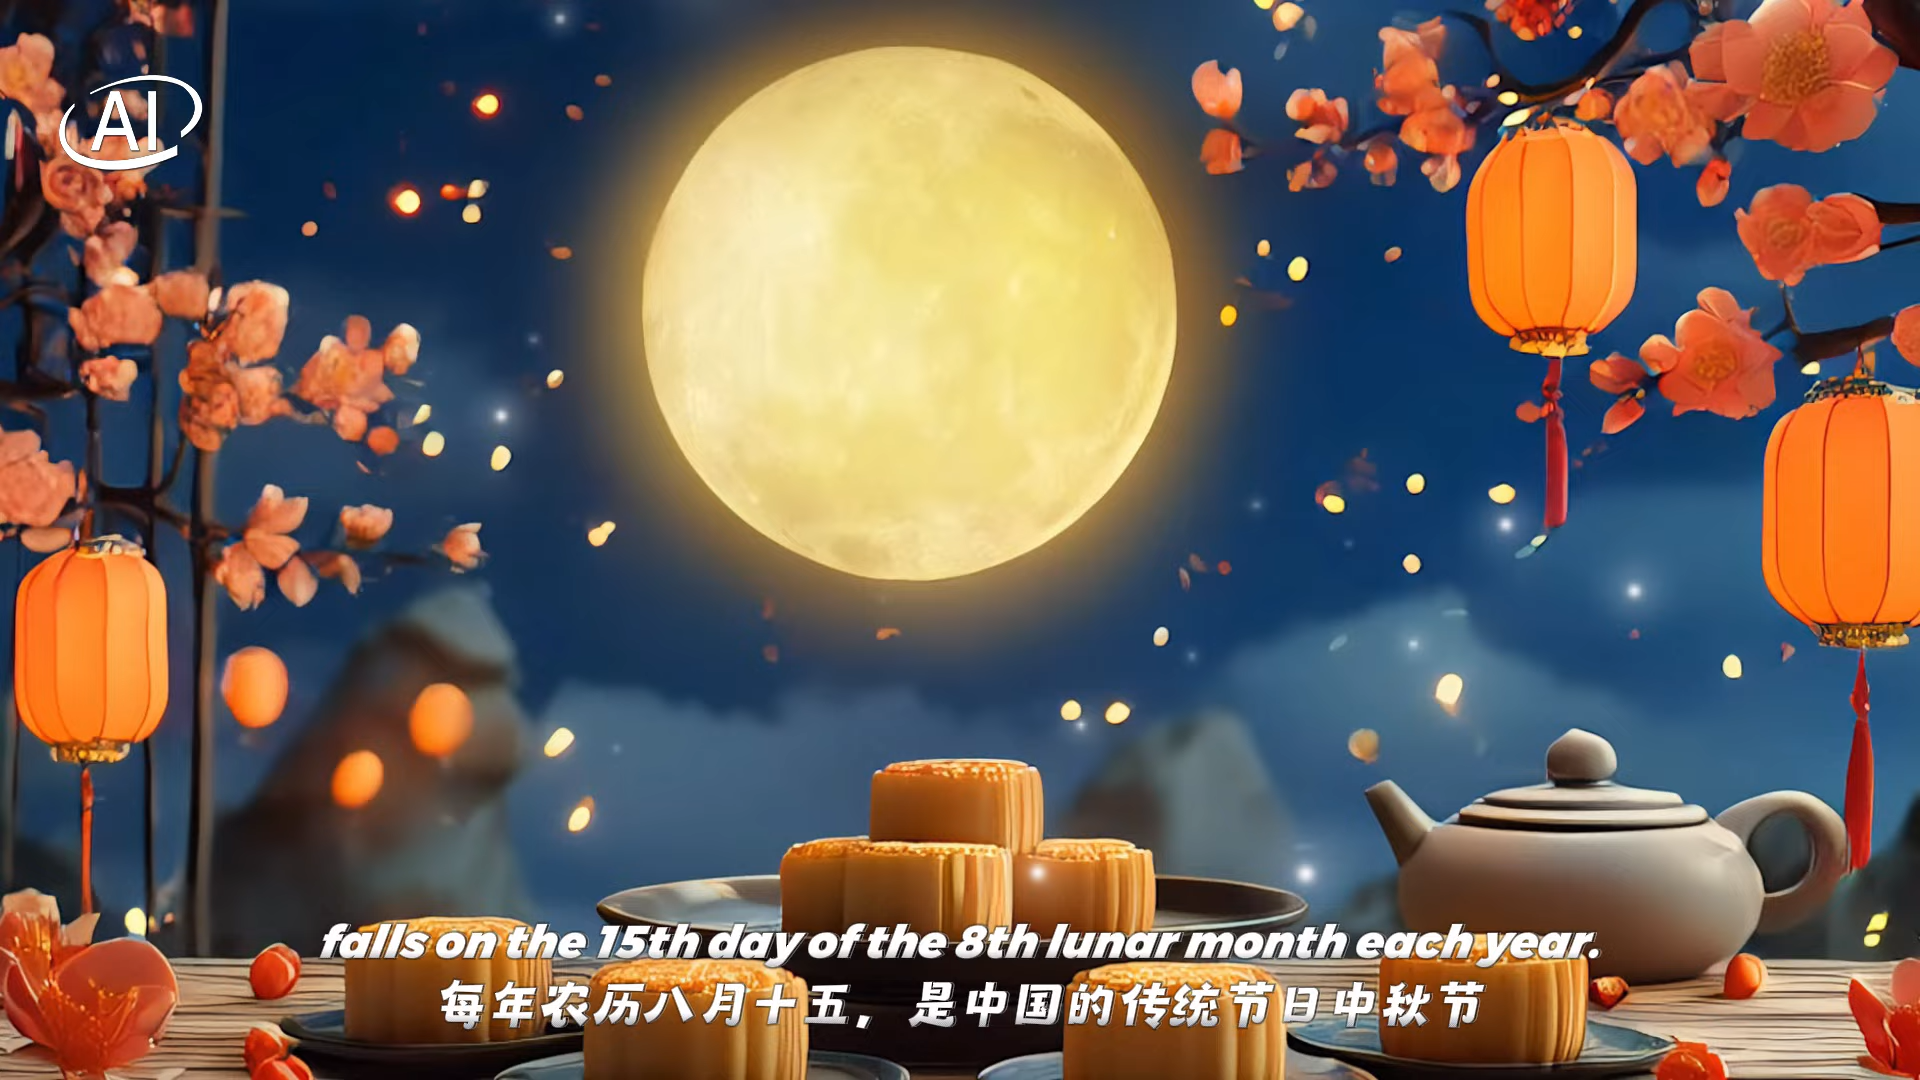 AI
falls on the 15th day of the 8th lunar month each year.
每年农历八月十五，是中国的传统节日中秋节